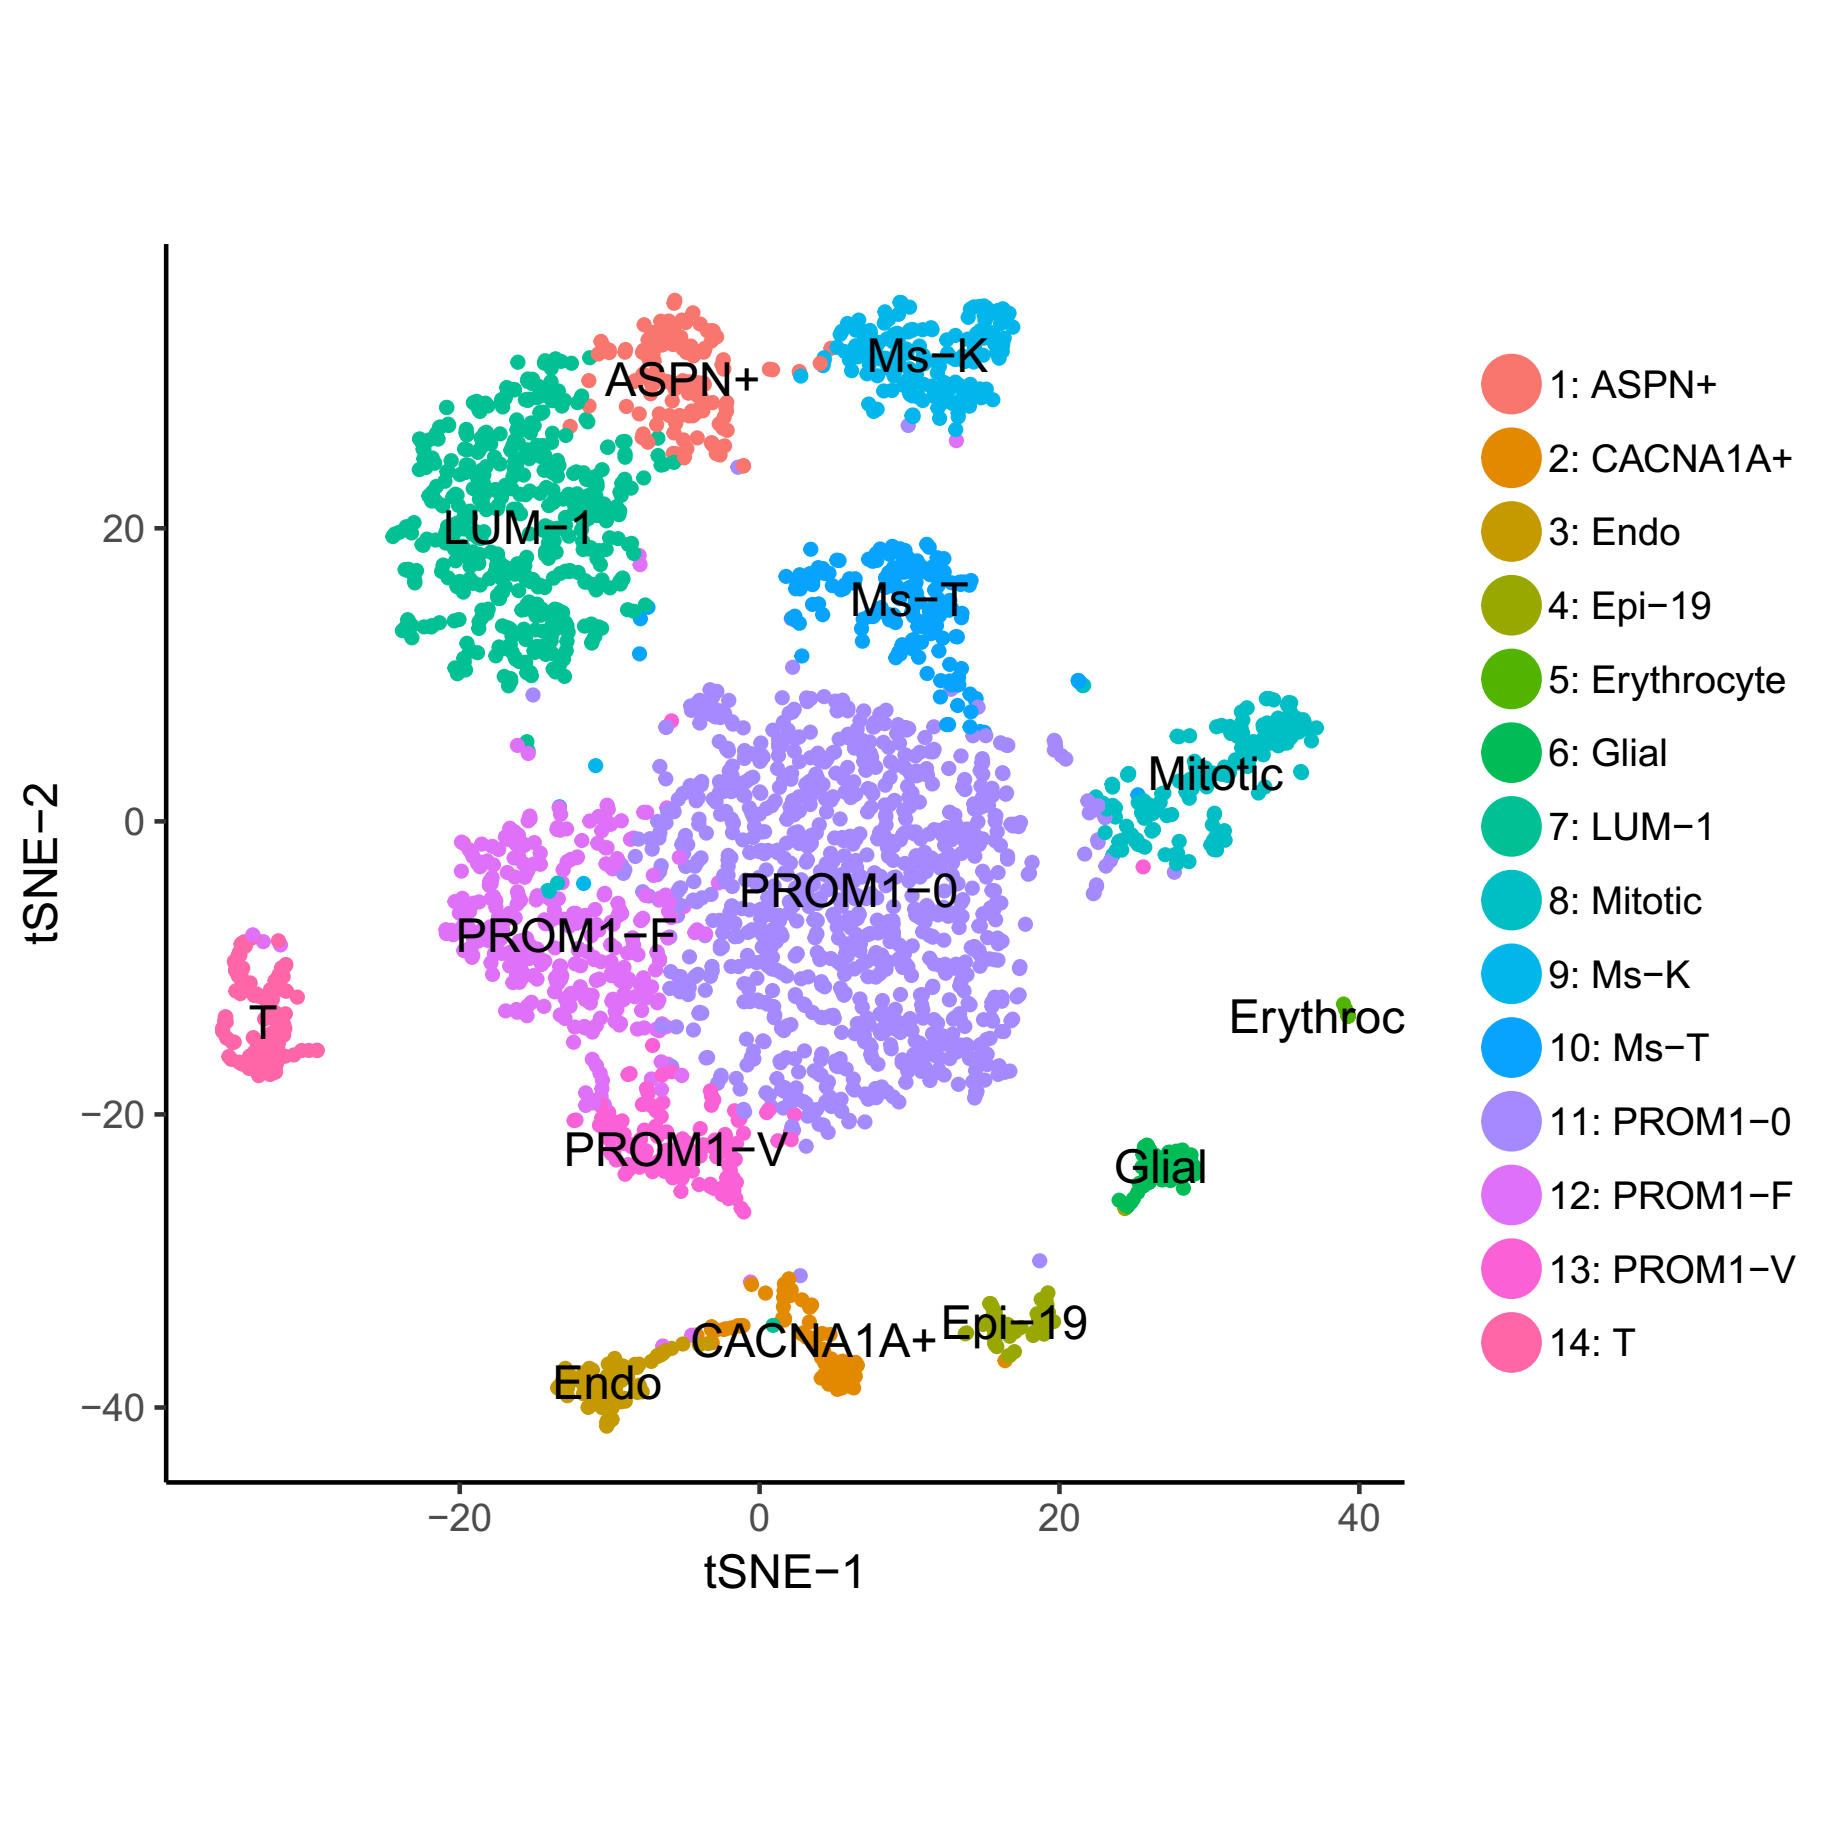 ASPN+
Ms−K
LUM−1
Ms−T
Mitotic
PROM1−0
PROM1−F
T
Erythroc
PROM1−V
Glial
Epi−19
CACNA1A+
Endo
20
0
−20
−40
tSNE−2
−20
0
20
40
tSNE−1
1: ASPN+
2: CACNA1A+
3: Endo
4: Epi−19
5: Erythrocyte
6: Glial
7: LUM−1
8: Mitotic
9: Ms−K
10: Ms−T
11: PROM1−0
12: PROM1−F
13: PROM1−V
14: T